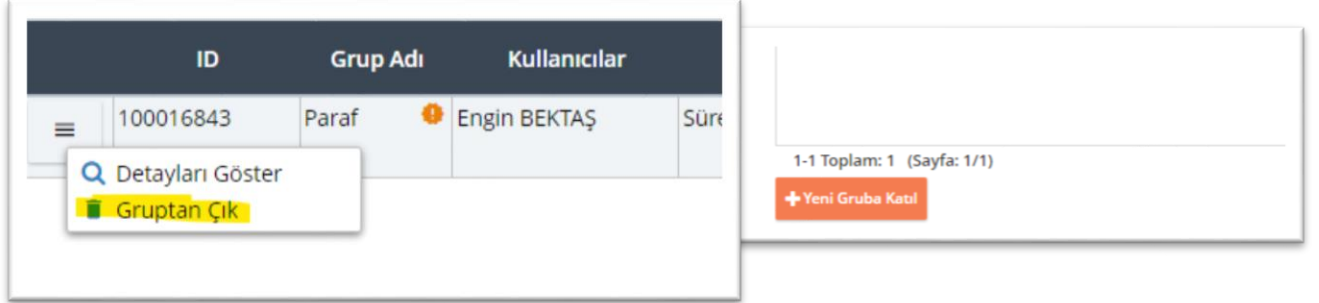 ID Grup Adı Kullanıcılar
100016843 Paraf Engin BEKTAŞ
Detayları Göster
Gruptan Çık
1-1 Toplam: 1 (Sayfa: 1/1)
+Yeni Gruba Katıl